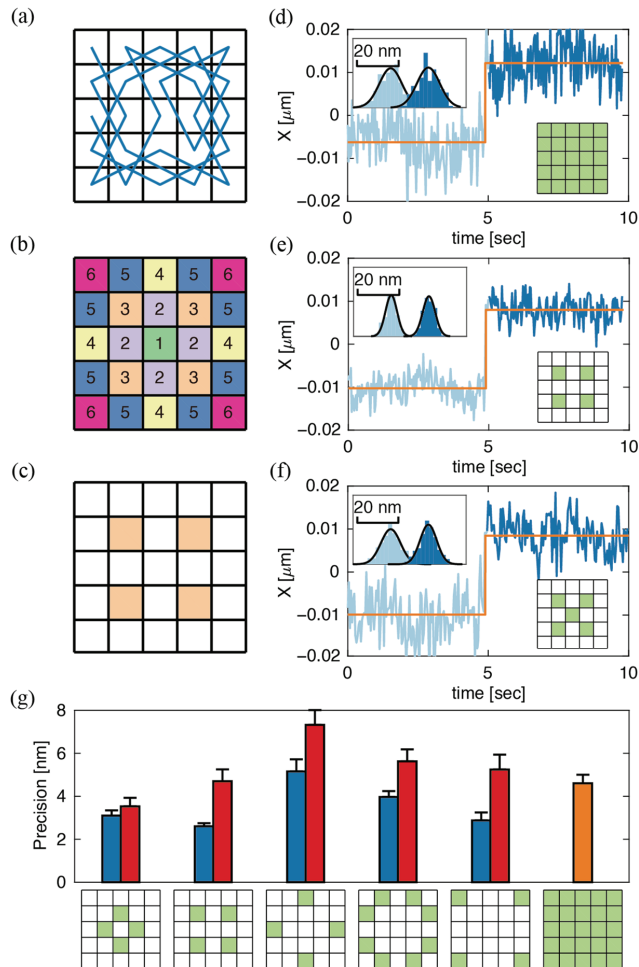 (a)
(b)
6 5 4 5 6
5 3 2 3 5
4 2 1 2 4
5 3 2 3 5
6 5 4 5 6
(c)
(d)
0.02
0.01
0
−0.01
−0.02
X [μm]
20 nm
0 5 10
time [sec]
(e)
0.02
0.01
0
−0.01
−0.02
X [μm]
20 nm
0 5 10
time [sec]
(f)
0.02
0.01
0
−0.01
−0.02
X [μm]
20 nm
0 5 10
time [sec]
(g)
8
6
4
2
0
Precision [nm]